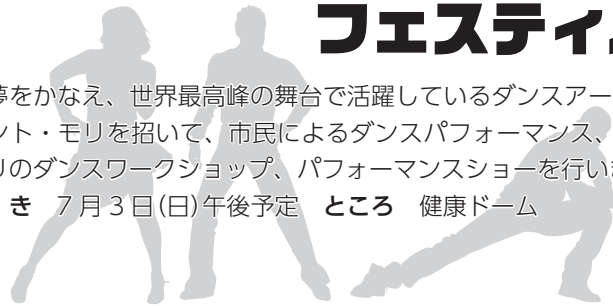 フェスティ
夢をかなえ、世界最高峰の舞台で活躍しているダンスアー
ント・モリを招いて、市民によるダンスパフォーマンス、
リのダンスワークショップ、パフォーマンスショーを行い
き 7月3日(日)午後予定 ところ 健康ドーム